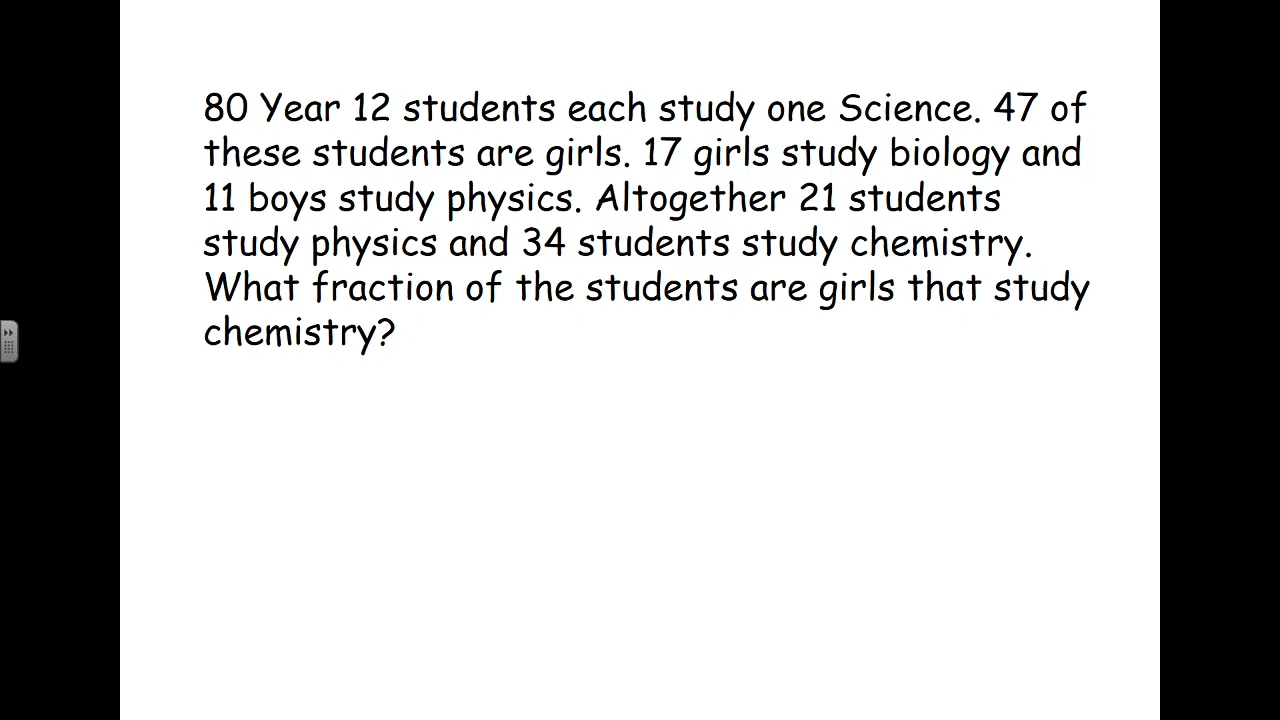 80 Year 12 students each study one Science. 47 of
these students are girls. 17 girls study biology and
11 boys study physics. Altogether 21 students
study physics and 34 students study chemistry.
What fraction of the students are girls that study
chemistry?